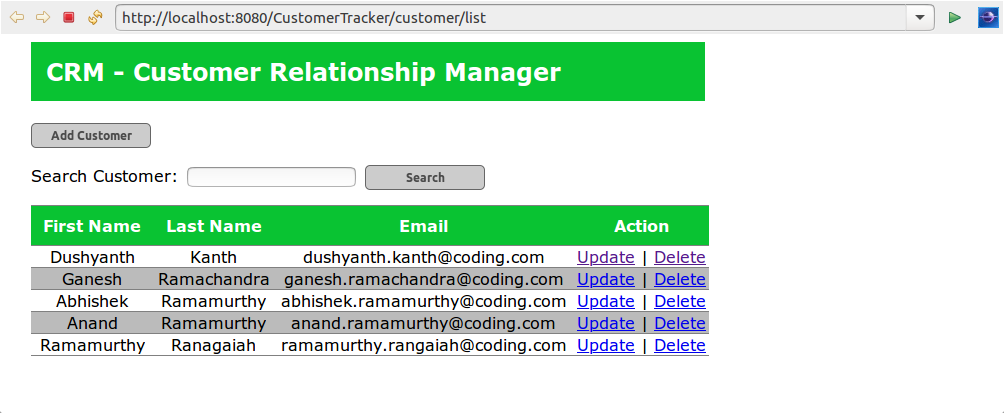 http://localhost:8080/CustomerTracker/customer/list
CRM - Customer Relationship Manager
Add Customer
Search Customer: Search
First Name Last Name Email Action
Dushyanth Kanth dushyanth.kanth@coding.com Update | Delete
Ganesh Ramachandra ganesh.ramachandra@coding.com Update | Delete
Abhishek Ramamurthy abhishek.ramamurthy@coding.com Update | Delete
Anand Ramamurthy anand.ramamurthy@coding.com Update | Delete
Ramamurthy Ranagaiah ramamurthy.rangaiah@coding.com Update | Delete